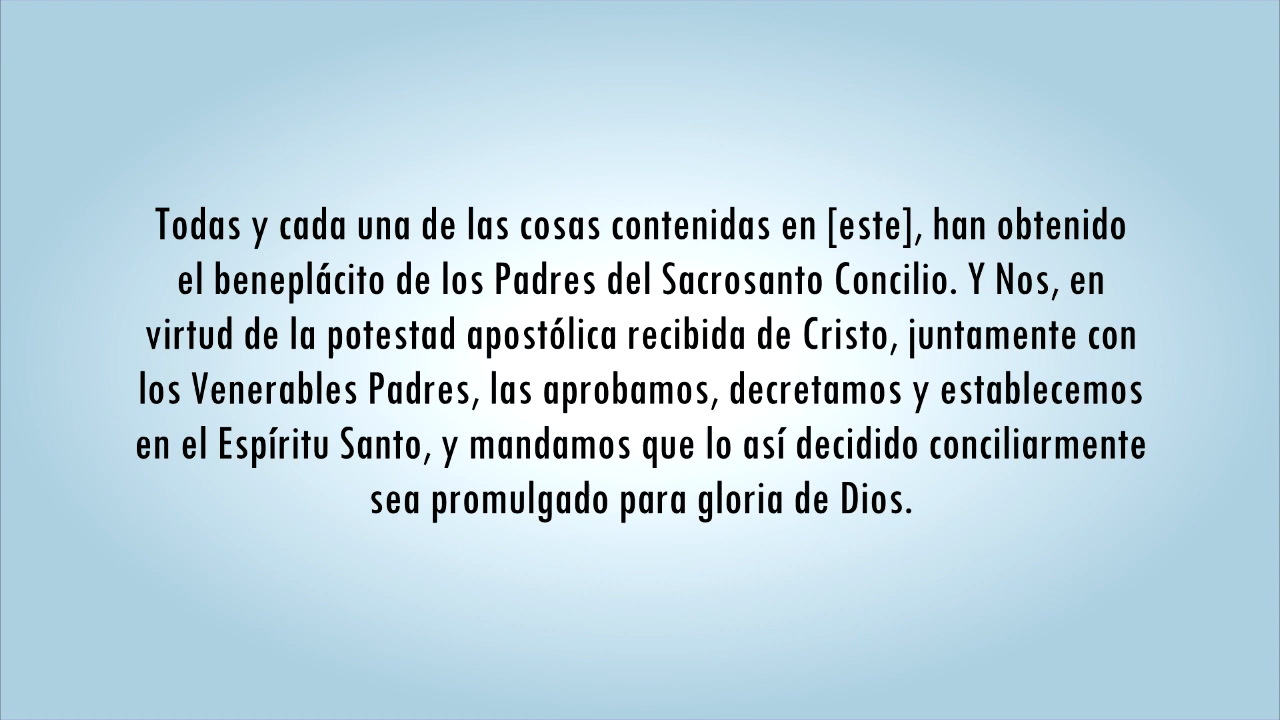 Todas y cada una de las cosas contenidas en [este], han obtenido
el beneplácito de los Padres del Sacrosanto Concilio. Y Nos, en
virtud de la potestad apostólica recibida de Cristo, juntamente con
los Venerables Padres, las aprobamos, decretamos y establecemos
en el Espíritu Santo, y mandamos que lo así decidido conciliarmente
sea promulgado para gloria de Dios.